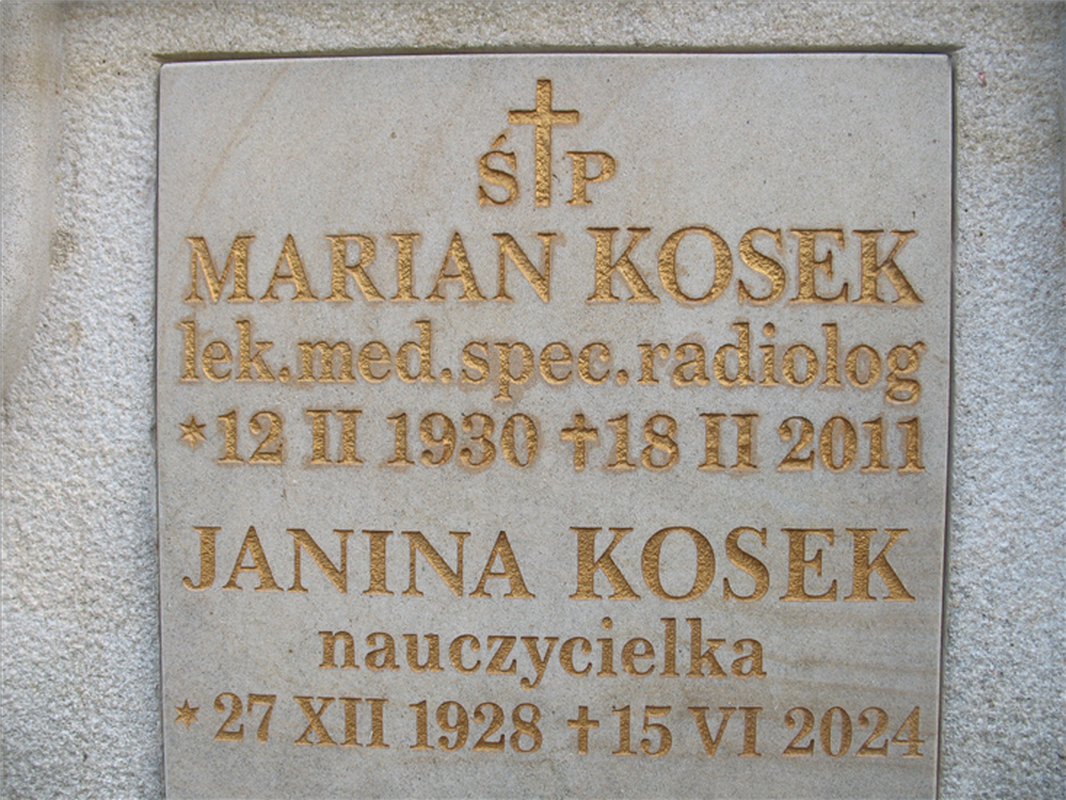 Ś P
MARIAN KOSEK
lek.med.spec.radiolog
* 12 II 1930 ✝ 18 II 2011
JANINA KOSEK
nauczycielka
* 27 XII 1928 ✝ 15 VI 2024